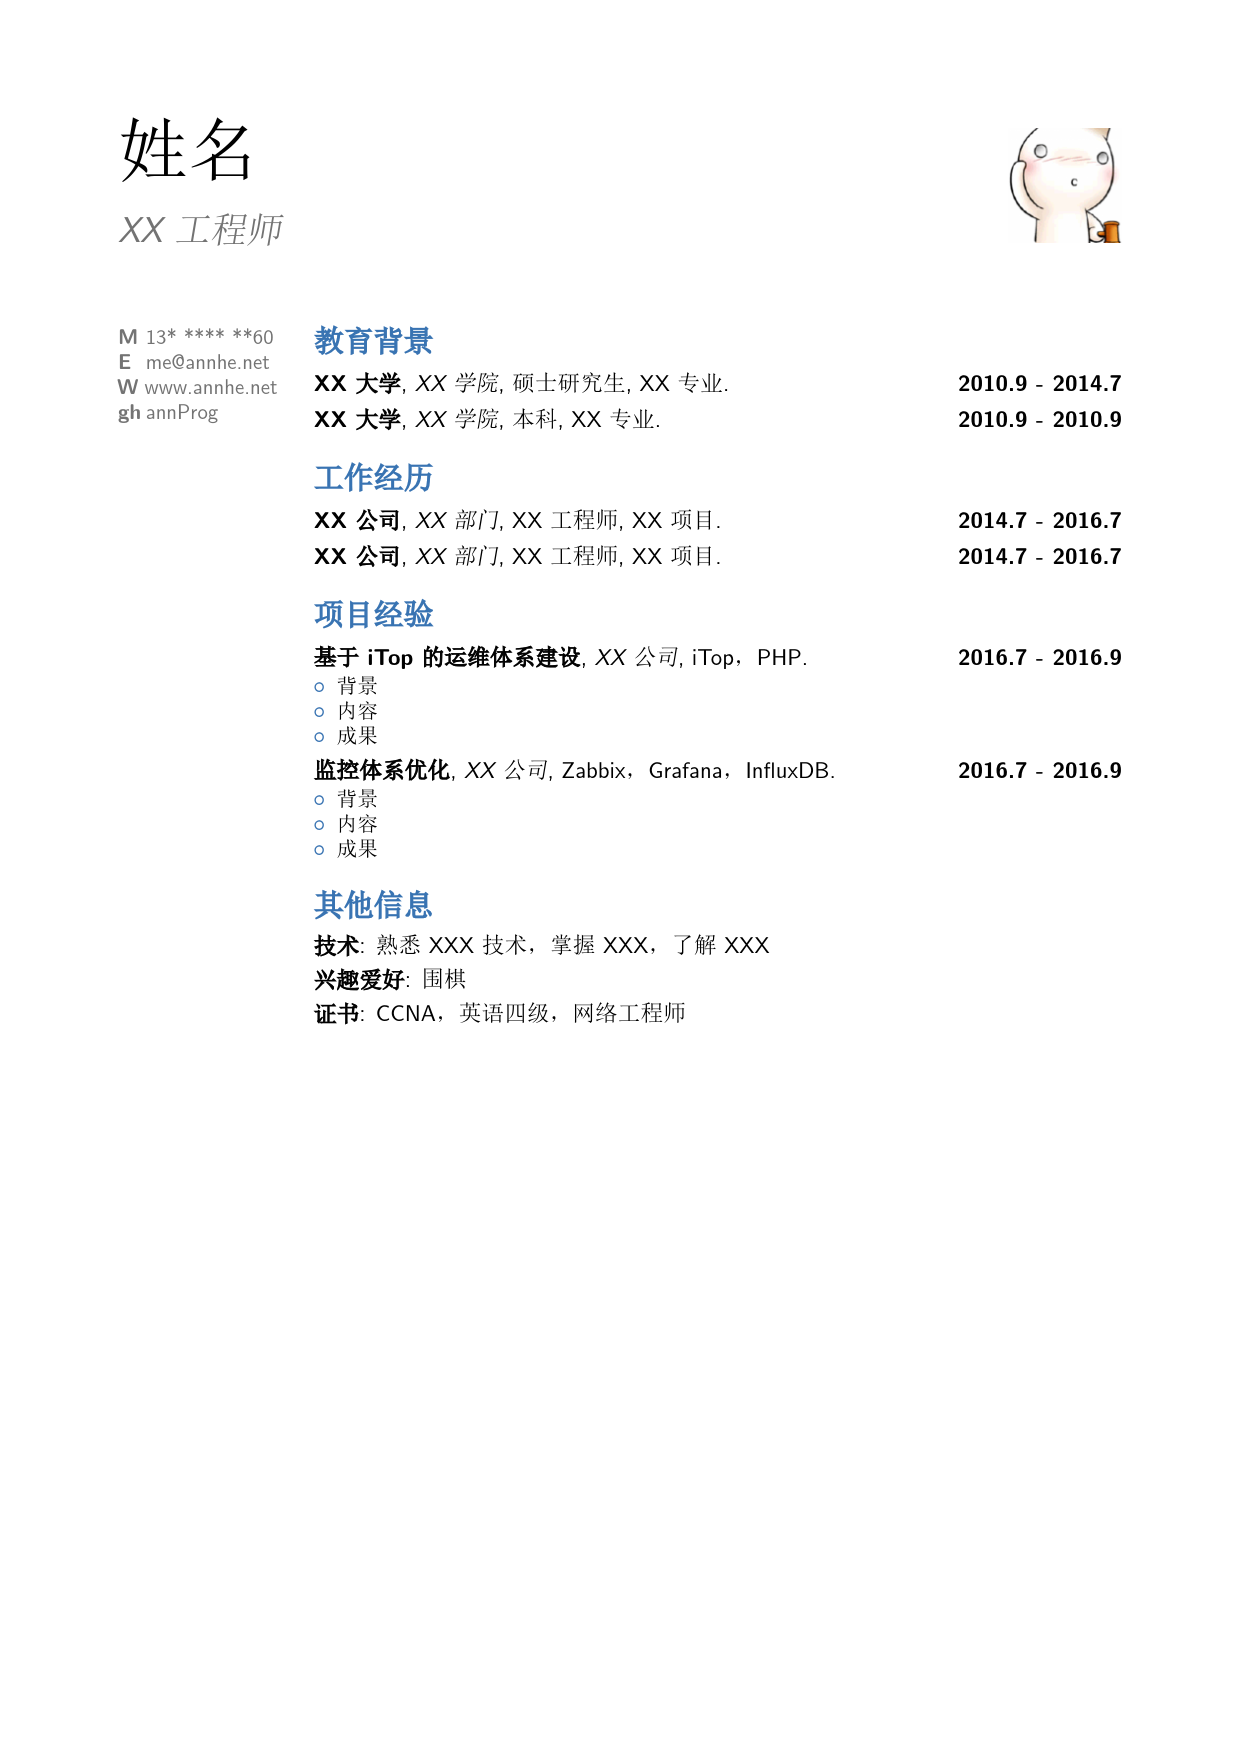 姓名
XX 工程师
M 13* **** **60
E me@annhe.net
W www.annhe.net
gh annProg
教育背景
XX 大学, XX 学院, 硕士研究生, XX 专业. 2010.9 - 2014.7
XX 大学, XX 学院, 本科, XX 专业. 2010.9 - 2010.9
工作经历
XX 公司, XX 部门, XX 工程师, XX 项目. 2014.7 - 2016.7
XX 公司, XX 部门, XX 工程师, XX 项目. 2014.7 - 2016.7
项目经验
基于 iTop 的运维体系建设, XX 公司, iTop，PHP. 2016.7 - 2016.9
背景
内容
成果
监控体系优化, XX 公司, Zabbix，Grafana，InfluxDB. 2016.7 - 2016.9
背景
内容
成果
其他信息
技术: 熟悉 XXX 技术，掌握 XXX，了解 XXX
兴趣爱好: 围棋
证书: CCNA，英语四级，网络工程师